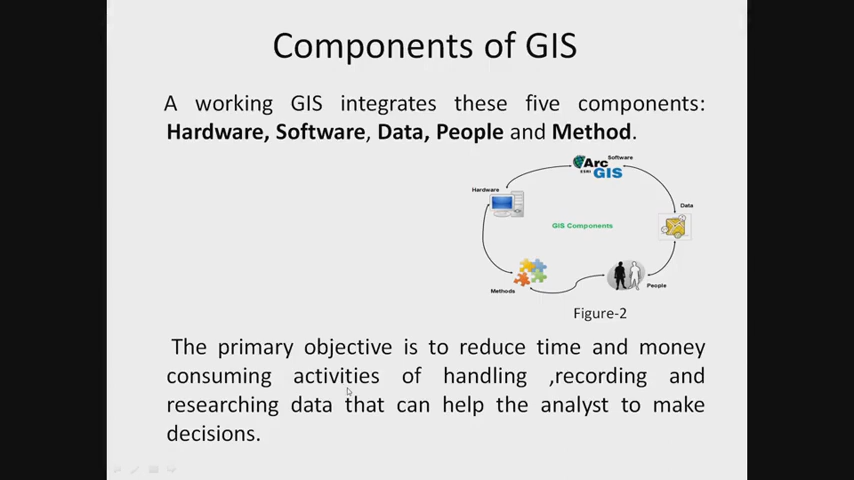 Components of GIS
A working GIS integrates these five components:
Hardware, Software, Data, People and Method.
Software
Arc
ESRI GIS
Hardware
Data
GIS Components
People
Methods
Figure-2
The primary objective is to reduce time and money
consuming activities of handling ,recording and
researching data that can help the analyst to make
decisions.